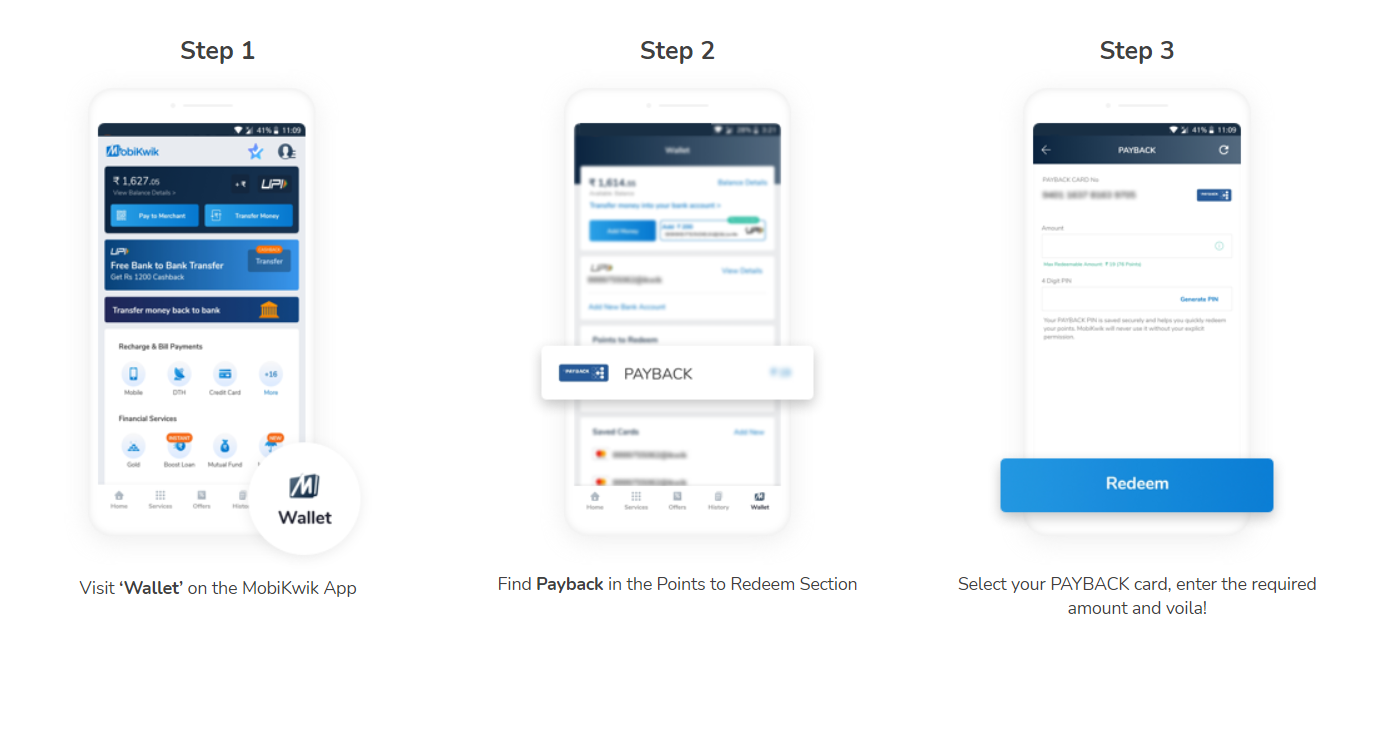 Step 1
Step 2
Step 3
41% 11:09
MobiKwik
₹ 1,627.05
View Balance Details >
+₹
UPI
Pay to Merchant
Transfer Money
UPI
Free Bank to Bank Transfer
Get Rs 1200 Cashback
Transfer
Transfer money back to bank
Recharge & Bill Payments
+16
Mobile
DTH
Credit Card
More
Financial Services
INSTANT
NEW
Gold
Boost Loan
Mutual Fund
Home
Services
Offers
Wallet
Visit ‘Wallet’ on the MobiKwik App
Wallet
₹ 1,614
Balance Details
Available Balance
Transfer money into your bank account >
Add Money
UPI
UPI
View Details
Add New Bank Account
Points to Redeem
PAYBACK
PAYBACK
Saved Cards
Add New
Home
Services
Offers
History
Wallet
Find Payback in the Points to Redeem Section
41% 11:09
PAYBACK
PAYBACK CARD No
PAYBACK
Amount
4 Digit PIN
Generate PIN
Your PAYBACK PIN is saved securely and helps you quickly redeem
your points. MobiKwik will never use it without your explicit
permission.
Redeem
Select your PAYBACK card, enter the required
amount and voila!